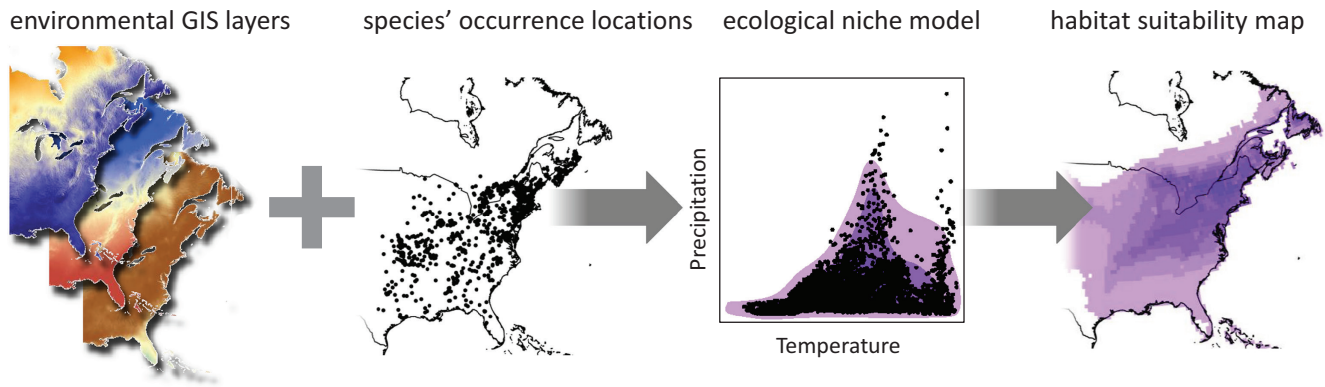 environmental GIS layers
species’ occurrence locations
ecological niche model
habitat suitability map
Precipitation
Temperature